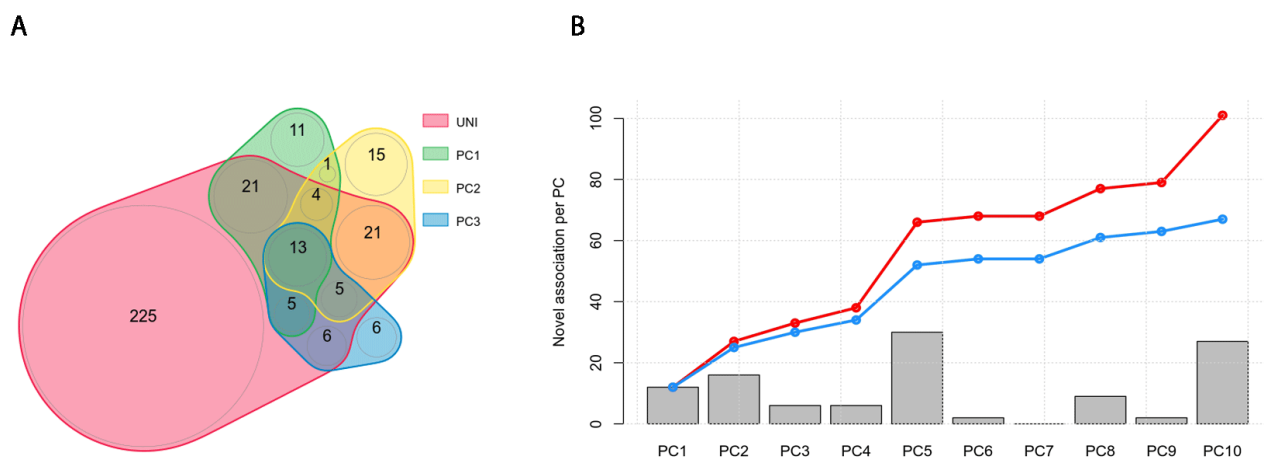 A
B
11
1
15
21
4
21
13
5
5
225
6
6
UNI
PC1
PC2
PC3
Novel association per PC
100
80
60
40
20
0
PC1 PC2 PC3 PC4 PC5 PC6 PC7 PC8 PC9 PC10